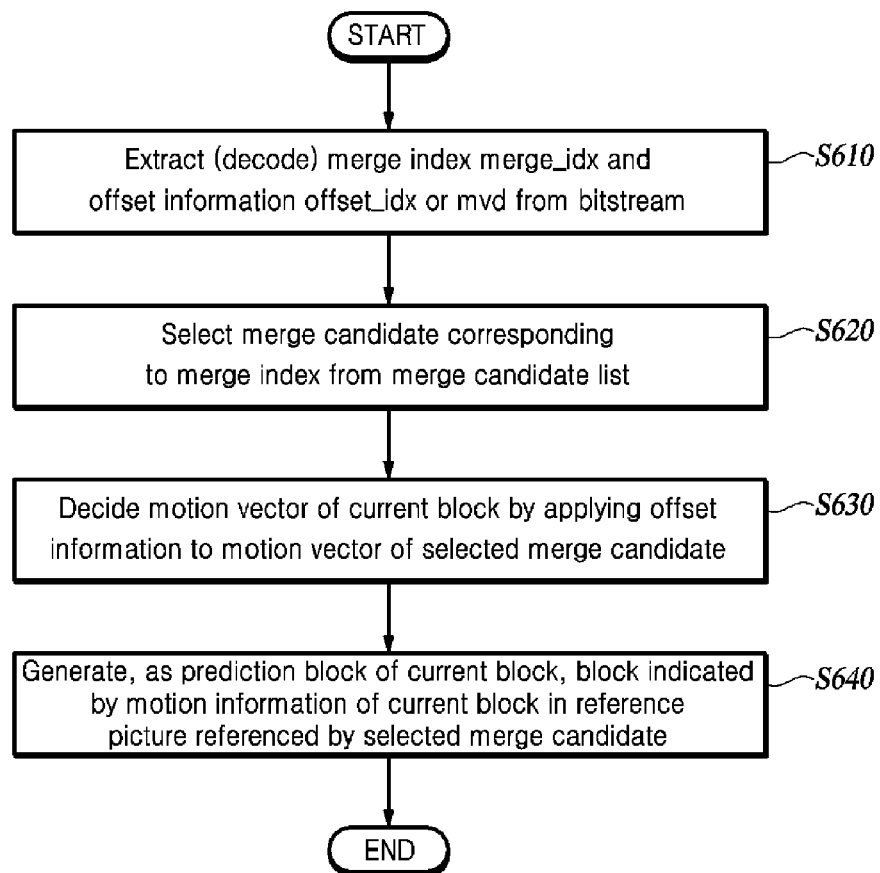 START
Extract (decode) merge index merge_idx and
offset information offset_idx or mvd from bitstream
S610
Select merge candidate corresponding
to merge index from merge candidate list
S620
Decide motion vector of current block by applying offset
information to motion vector of selected merge candidate
S630
Generate, as prediction block of current block, block indicated
by motion information of current block in reference
picture referenced by selected merge candidate
S640
END